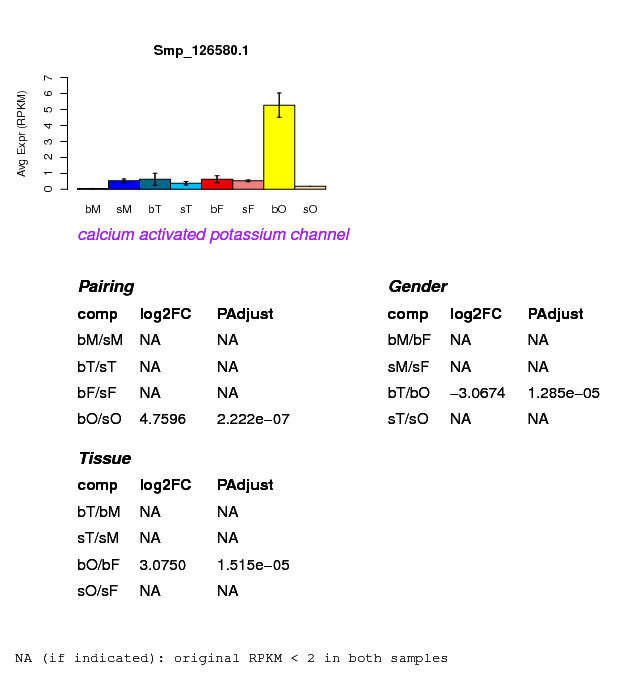 Smp_126580.1
Avg Expr (RPKM)
7
6
5
4
3
2
1
0
bM sM bT sT bF sF bO sO
calcium activated potassium channel
Pairing
comp log2FC PAdjust
bM/sM NA NA
bT/sT NA NA
bF/sF NA NA
bO/sO 4.7596 2.222e−07
Gender
comp log2FC PAdjust
bM/bF NA NA
sM/sF NA NA
bT/bO −3.0674 1.285e−05
sT/sO NA NA
Tissue
comp log2FC PAdjust
bT/bM NA NA
sT/sM NA NA
bO/bF 3.0750 1.515e−05
sO/sF NA NA
NA (if indicated): original RPKM < 2 in both samples